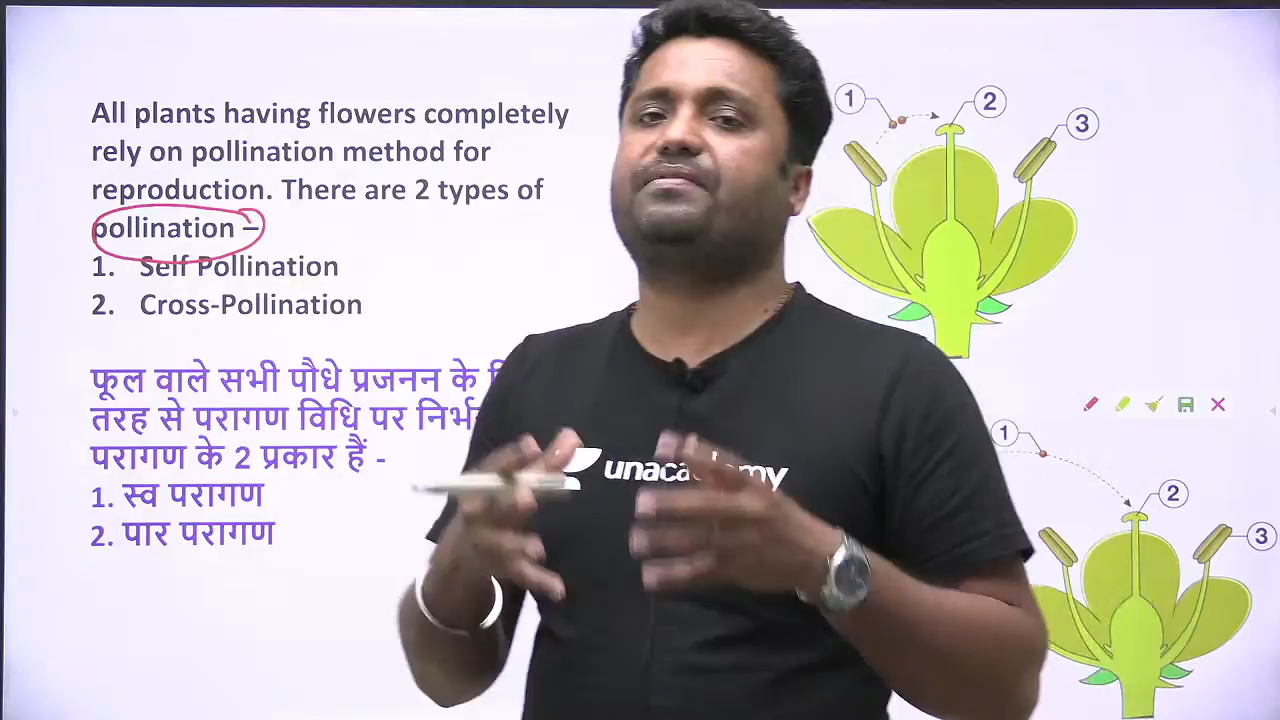 All plants having flowers completely
rely on pollination method for
reproduction. There are 2 types of
pollination –
1. Self Pollination
2. Cross-Pollination
फूल वाले सभी पौधे प्रजनन के
तरह से परागण विधि पर
परागण के 2 प्रकार हैं -
1. स्व परागण
2. पार परागण
unacademy
1
2
3
1
2
3